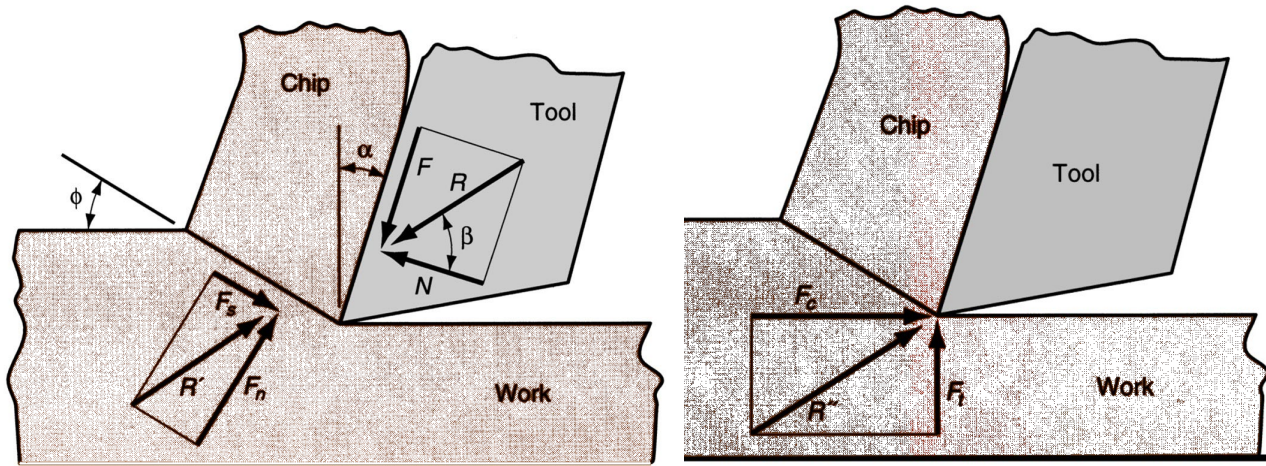 Chip
Tool
α
F
R
ϕ
β
N
Fs
R′
Fn
Work
Chip
Tool
Fc
R″
Ft
Work